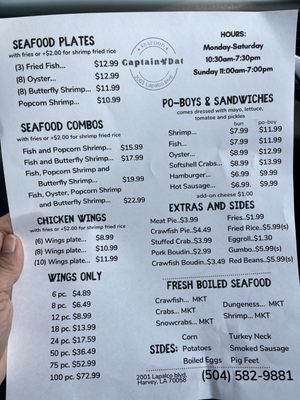 SEAFOOD PLATES
with fries or +$2.00 for shrimp fried rice
(3) Fried Fish... $12.99
(8) Oyster... $12.99
(8) Butterfly Shrimp... $11.99
Popcorn Shrimp... $10.99
SEAFOOD COMBOS
with fries or +$2.00 for shrimp fried rice
Fish and Popcorn Shrimp... $15.99
Fish and Butterfly Shrimp... $17.99
Fish, Popcorn Shrimp and
Butterfly Shrimp... $19.99
Fish, Oyster, Popcorn Shrimp
and Butterfly Shrimp... $22.99
CHICKEN WINGS
with fries or +$2.00 for shrimp fried rice
(6) Wings plate... $8.99
(8) Wings plate... $10.99
(10) Wings plate... $11.99
WINGS ONLY
6 pc. $4.89
8 pc. $6.49
12 pc. $8.99
18 pc. $13.99
24 pc. $17.59
50 pc. $36.49
75 pc. $52.99
100 pc. $72.99
SEAFOOD
Captain Dat
2001 Lapalco Blvd
HOURS:
Monday-Saturday
10:30am-7:30pm
Sunday 11:00am-7:00pm
PO-BOYS & SANDWICHES
comes dressed with mayo, lettuce,
tomato and pickles
bun po-boy
Shrimp... $7.99 $11.99
Fish... $7.99 $11.99
Oyster... $8.99 $12.99
Softshell Crabs... $8.99 $13.99
Hamburger... $6.99 $9.99
Hot Sausage... $6.99 $9.99
add-on cheese $1.00
EXTRAS AND SIDES
Meat Pie..$3.99 Fries..$1.99
Crawfish Pie..$4.49 Fried Rice..$5.99(s)
Stuffed Crab..$3.99 Eggroll..$1.30
Pork Boudin..$2.99 Gumbo..$5.99(s)
Crawfish Boudin..$3.49 Red Beans..$5.99(s)
FRESH BOILED SEAFOOD
Crawfish... MKT Dungeness... MKT
Crabs... MKT Shrimp... MKT
Snowcrabs... MKT
SIDES: Corn Turkey Neck
Potatoes Smoked Sausage
Boiled Eggs Pig Feet
2001 Lapalco blvd
Harvey, LA 70058
(504) 582-9881